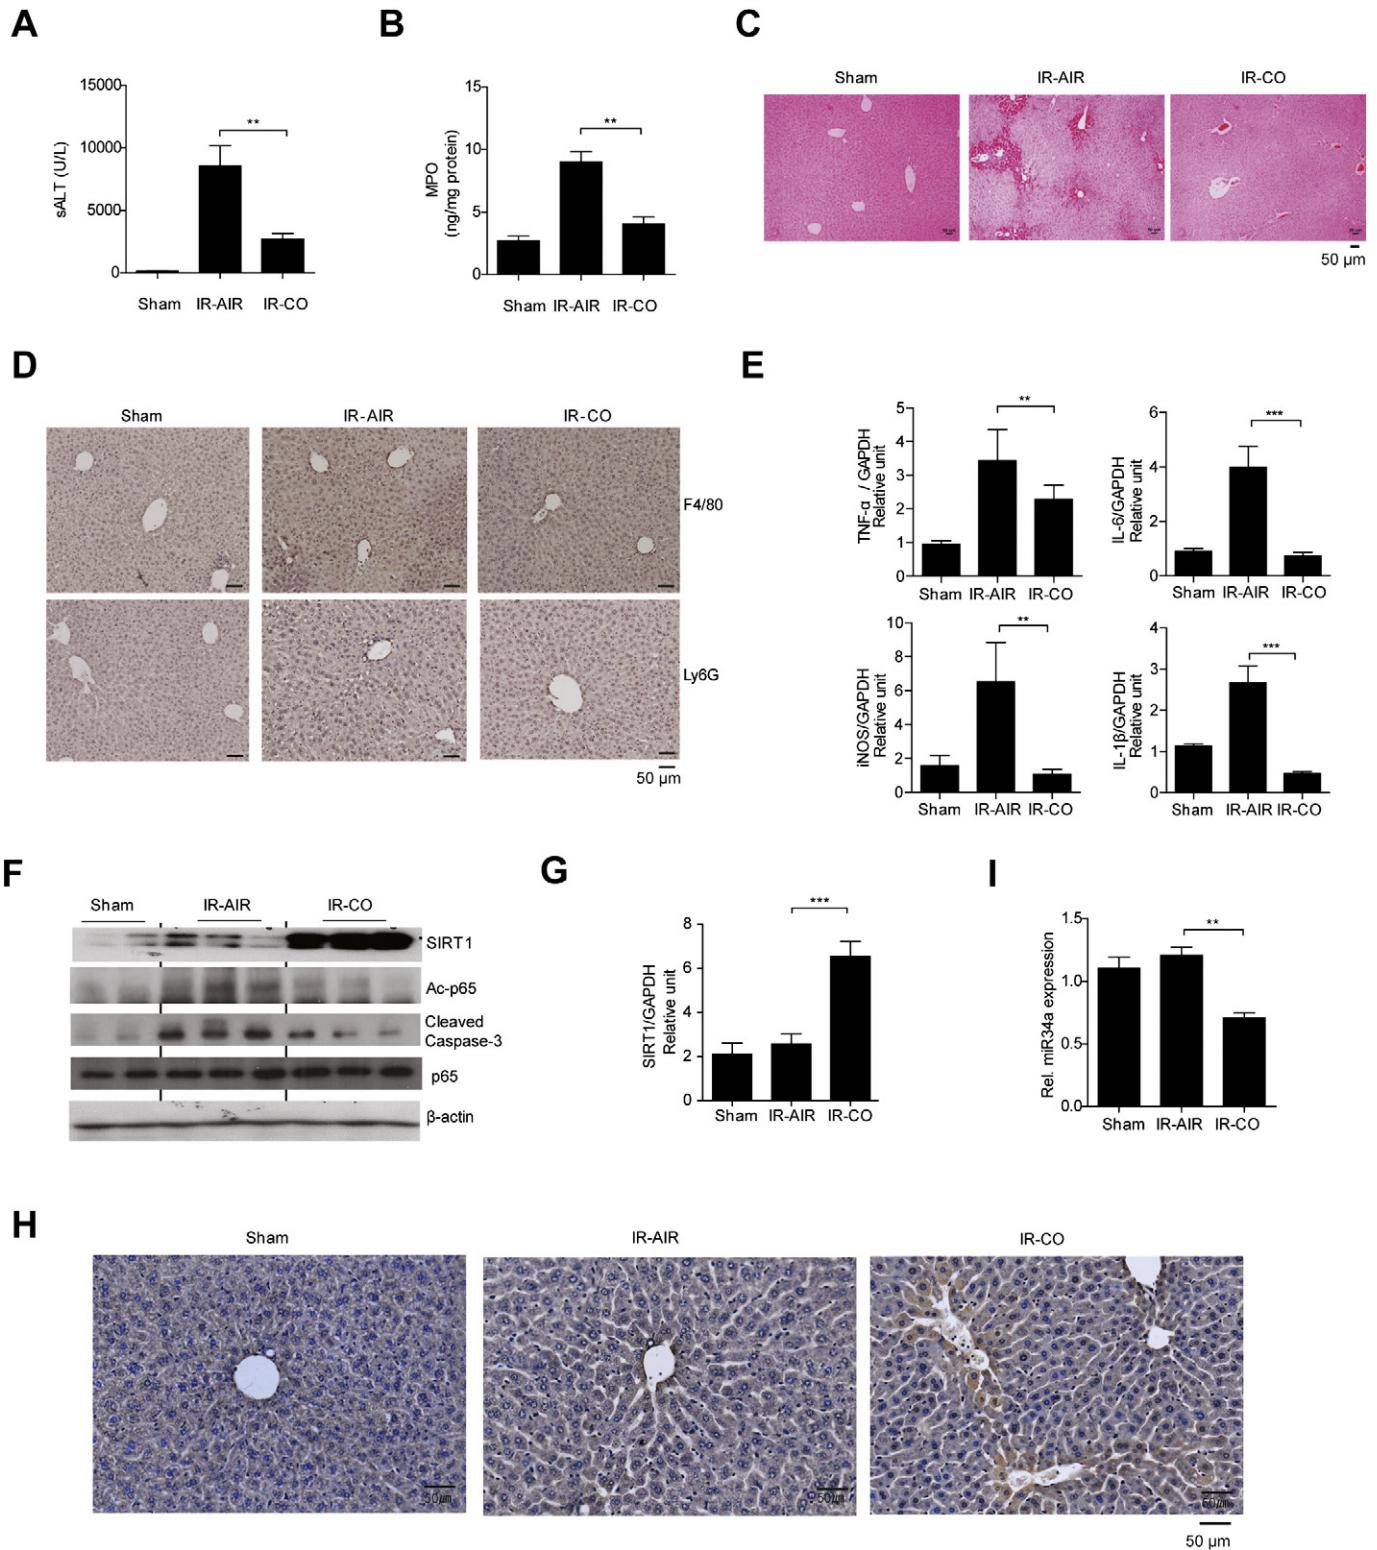 A
15000
10000
5000
0
sALT (U/L)
**
Sham IR-AIR IR-CO
B
15
10
5
0
MPO
(ng/mg protein)
**
Sham IR-AIR IR-CO
C
Sham IR-AIR IR-CO
50 µm
D
Sham IR-AIR IR-CO
F4/80
Ly6G
50 µm
E
5
4
3
2
1
0
TNF-α / GAPDH
Relative unit
**
Sham IR-AIR IR-CO
6
4
2
0
IL-6/GAPDH
Relative unit
***
Sham IR-AIR IR-CO
10
8
6
4
2
0
iNOS/GAPDH
Relative unit
**
Sham IR-AIR IR-CO
4
3
2
1
0
IL-1β/GAPDH
Relative unit
***
Sham IR-AIR IR-CO
F
Sham IR-AIR IR-CO
SIRT1
Ac-p65
Cleaved
Caspase-3
p65
β-actin
G
8
6
4
2
0
SIRT1/GAPDH
Relative unit
***
Sham IR-AIR IR-CO
I
1.5
1.0
0.5
0.0
Rel. miR34a expression
**
Sham IR-AIR IR-CO
H
Sham IR-AIR IR-CO
50µm
50µm
50µm
50 µm